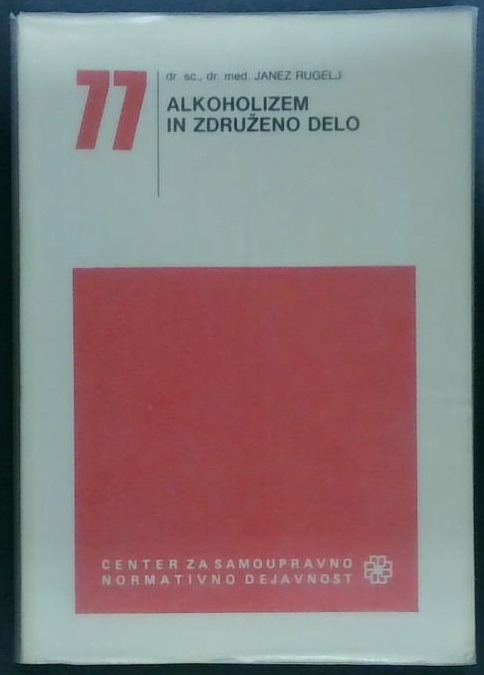 77
dr. sc., dr. med. JANEZ RUGELJ
ALKOHOLIZEM
IN ZDRUŽENO DELO
CENTER ZA SAMOUPRAVNO
NORMATIVNO DEJAVNOST